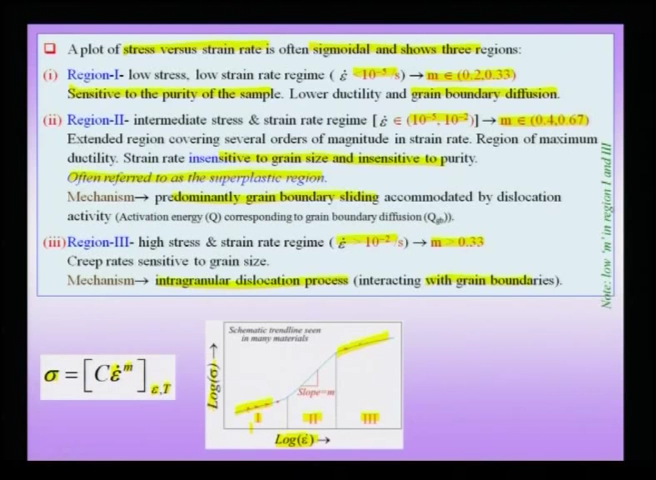 A plot of stress versus strain rate is often sigmoidal and shows three regions:
(i) Region-I- low stress, low strain rate regime ( ε̇ <10⁻⁵ /s) → m ∈ (0.2,0.33)
Sensitive to the purity of the sample. Lower ductility and grain boundary diffusion.
(ii) Region-II- intermediate stress & strain rate regime [ε̇ ∈ (10⁻⁵, 10⁻²)] → m ∈ (0.4,0.67)
Extended region covering several orders of magnitude in strain rate. Region of maximum
ductility. Strain rate insensitive to grain size and insensitive to purity.
Often referred to as the superplastic region.
Mechanism→ predominantly grain boundary sliding accommodated by dislocation
activity (Activation energy (Q) corresponding to grain boundary diffusion (Qgb)).
(iii) Region-III- high stress & strain rate regime ( ε̇ > 10⁻² /s) → m > 0.33
Creep rates sensitive to grain size.
Mechanism→ intragranular dislocation process (interacting with grain boundaries).
Note: low 'm' in region I and III
σ = [Cε̇ᵐ] ε,T
Schematic trendline seen
in many materials
Log(σ) →
Slope=m
I II III
Log(ε̇) →